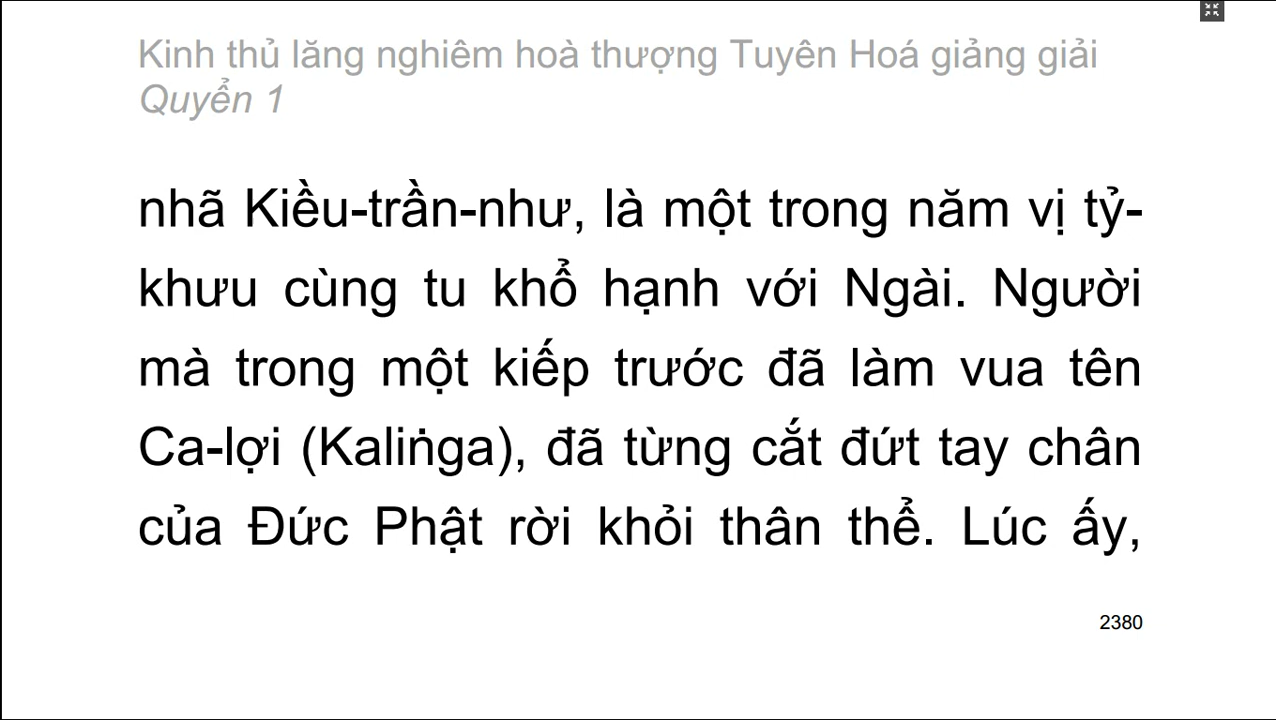 Kinh thủ lăng nghiêm hoà thượng Tuyên Hoá giảng giải
Quyển 1
nhã Kiều-trần-như, là một trong năm vị tỷ-
khưu cùng tu khổ hạnh với Ngài. Người
mà trong một kiếp trước đã làm vua tên
Ca-lợi (Kaliṅga), đã từng cắt đứt tay chân
của Đức Phật rời khỏi thân thể. Lúc ấy,
2380